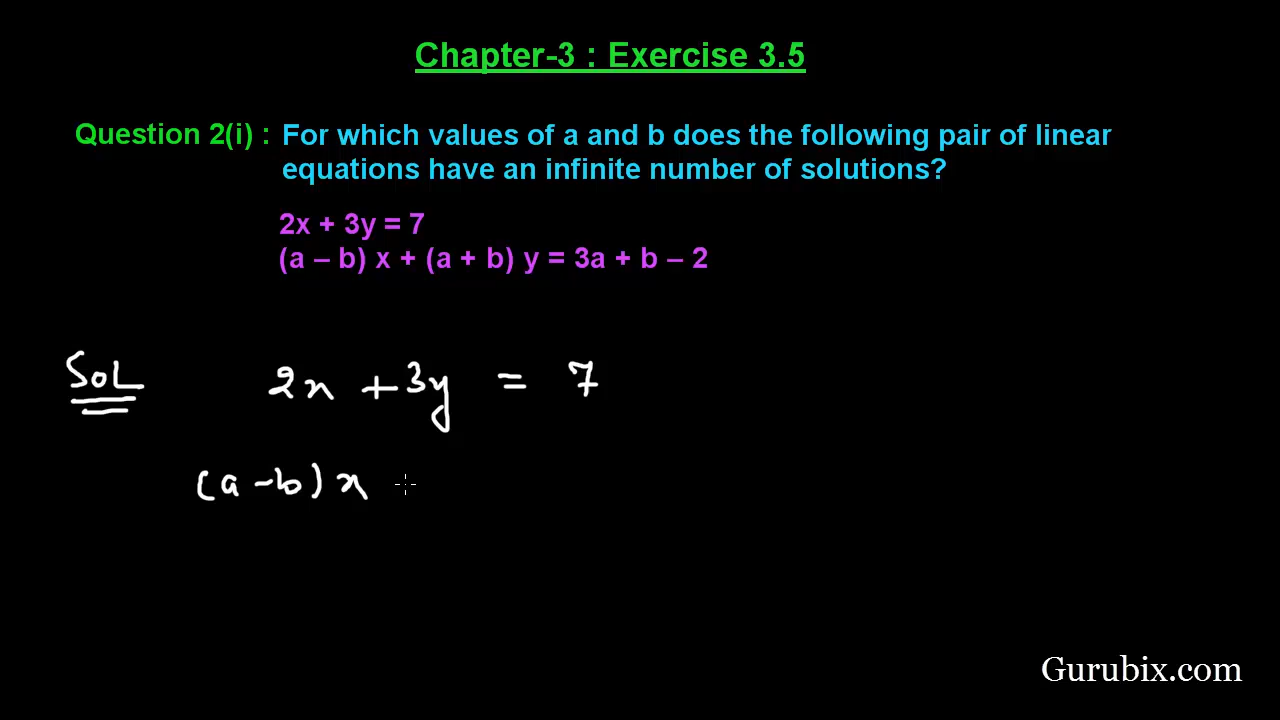 Chapter-3 : Exercise 3.5
Question 2(i) : For which values of a and b does the following pair of linear
equations have an infinite number of solutions?
2x + 3y = 7
(a – b) x + (a + b) y = 3a + b – 2
SOL 2x + 3y = 7
(a - b) x
Gurubix.com